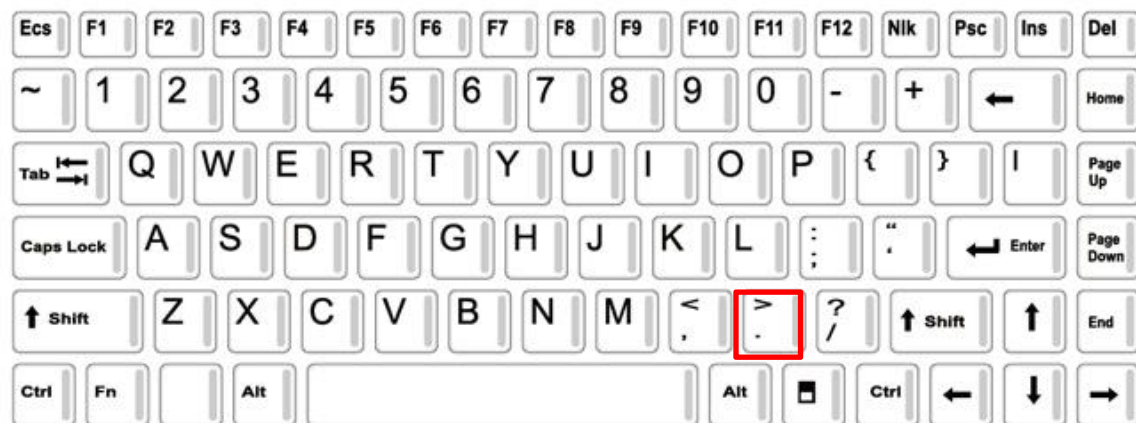 Ecs F1 F2 F3 F4 F5 F6 F7 F8 F9 F10 F11 F12 Nlk Psc Ins Del
~ 1 2 3 4 5 6 7 8 9 0 - + ← Home
Tab Q W E R T Y U I O P { } | Page Up
Caps Lock A S D F G H J K L : ; “ ‘ Enter Page Down
↑ Shift Z X C V B N M < , > . ? / ↑ Shift ↑ End
Ctrl Fn Alt Alt Ctrl ← ↓ →